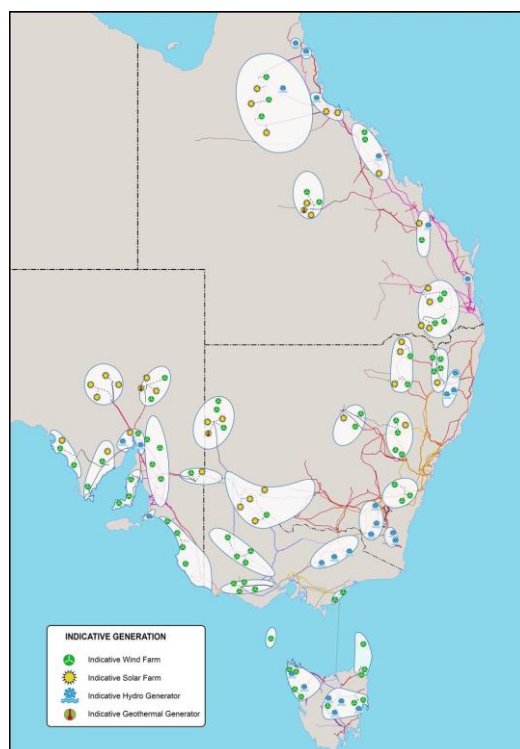 INDICATIVE GENERATION
Indicative Wind Farm
Indicative Solar Farm
Indicative Hydro Generator
Indicative Geothermal Generator